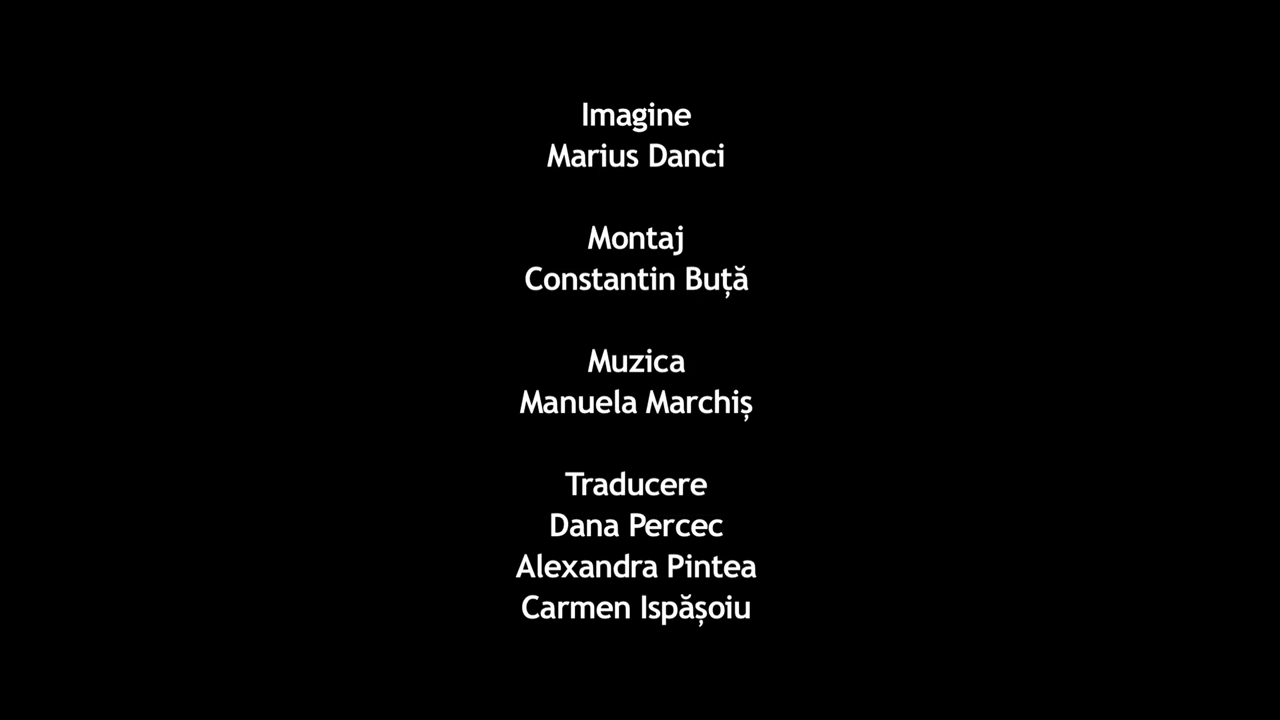 Imagine
Marius Danci
Montaj
Constantin Buță
Muzica
Manuela Marchiș
Traducere
Dana Percec
Alexandra Pintea
Carmen Ispășoiu